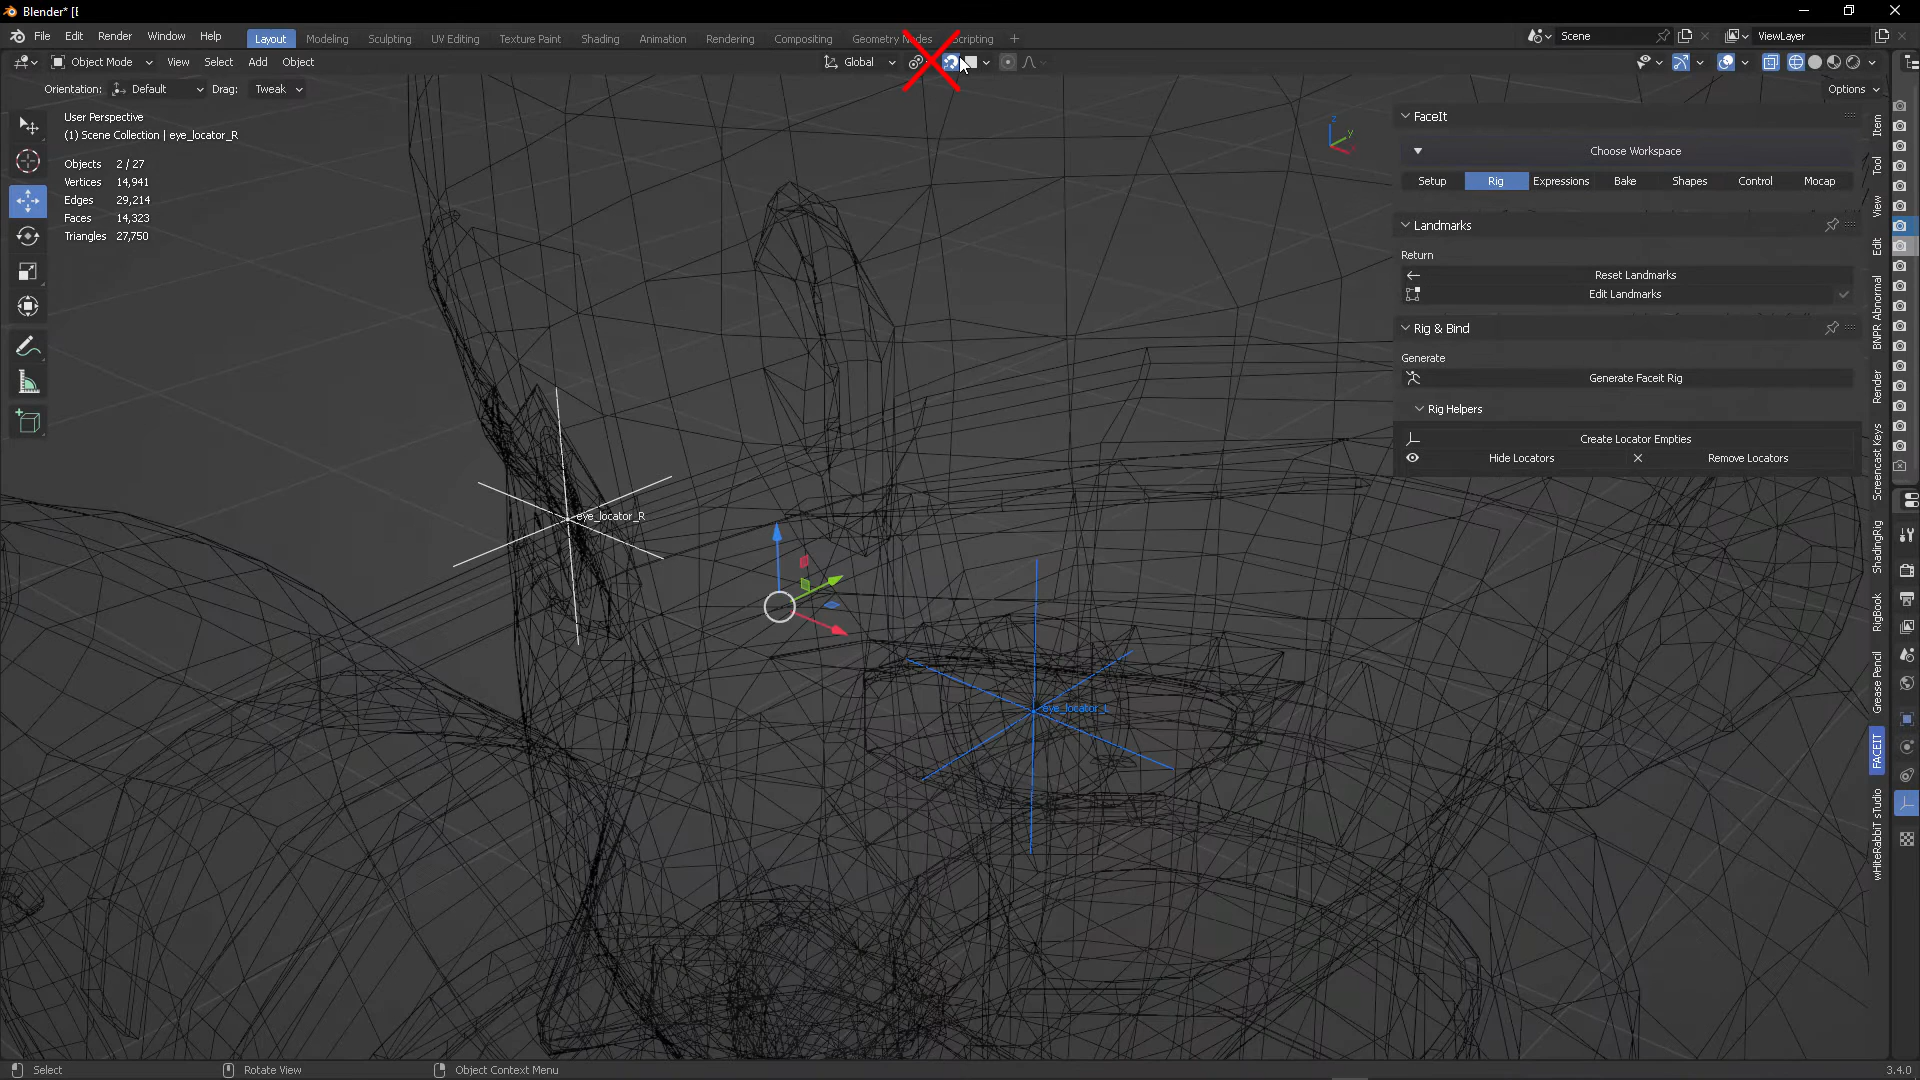 Blender* [E
File Edit Render Window Help Layout Modeling Sculpting UV Editing Texture Paint Shading Animation Rendering Compositing Geometry Nodes Scripting + Scene ViewLayer
Object Mode View Select Add Object Global
Orientation: Default Drag: Tweak Options
User Perspective
(1) Scene Collection | eye_locator_R
Objects 2 / 27
Vertices 14,941
Edges 29,214
Faces 14,323
Triangles 27,750
z
y
FaceIt
Choose Workspace
Setup Rig Expressions Bake Shapes Control Mocap
Landmarks
Return
Reset Landmarks
Edit Landmarks
Rig & Bind
Generate
Generate Faceit Rig
Rig Helpers
Create Locator Empties
Hide Locators Remove Locators
Item
Tool
View
Edit
BNPR Abnormal
Render
Screencast Keys
ShadingRig
RigBook
Grease Pencil
FACEIT
wHiteRabbiT sTudio
eye_locator_R
eye_locator_L
Select Rotate View Object Context Menu 3.4.0